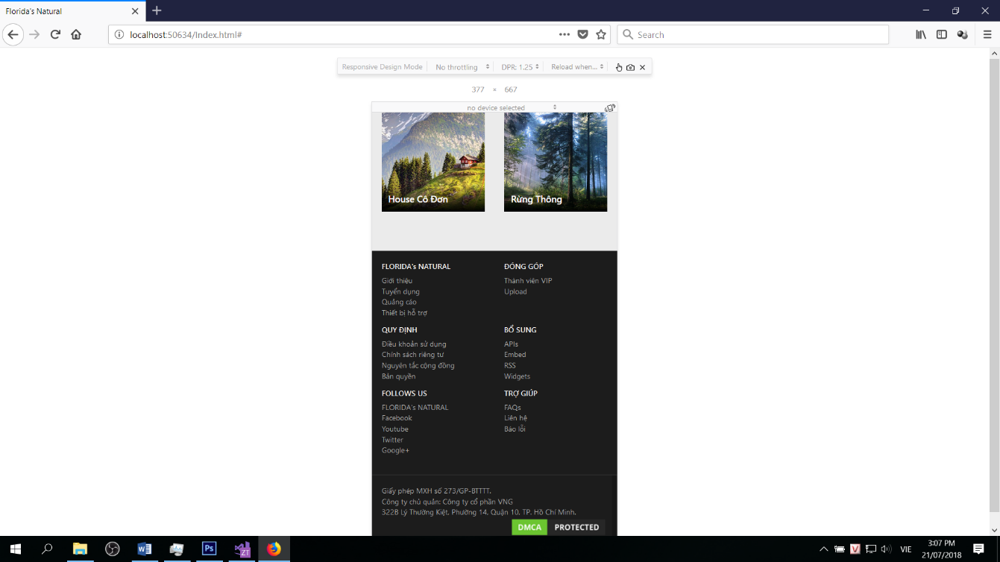 Florida's Natural
localhost:50634/Index.html#
Search
Responsive Design Mode
No throttling
DPR: 1.25
Reload when...
377 × 667
no device selected
House Cô Đơn
Rừng Thông
FLORIDA's NATURAL
Giới thiệu
Tuyển dụng
Quảng cáo
Thiết bị hỗ trợ
ĐÓNG GÓP
Thành viên VIP
Upload
QUY ĐỊNH
Điều khoản sử dụng
Chính sách riêng tư
Nguyên tắc cộng đồng
Bản quyền
BỔ SUNG
APIs
Embed
RSS
Widgets
FOLLOWS US
FLORIDA's NATURAL
Facebook
Youtube
Twitter
Google+
TRỢ GIÚP
FAQs
Liên hệ
Báo lỗi
Giấy phép MXH số 273/GP-BTTTT.
Công ty chủ quản: Công ty cổ phần VNG
322B Lý Thường Kiệt, Phường 14, Quận 10, TP. Hồ Chí Minh.
DMCA PROTECTED
W
Ps
ZT
V
VIE
3:07 PM
21/07/2018